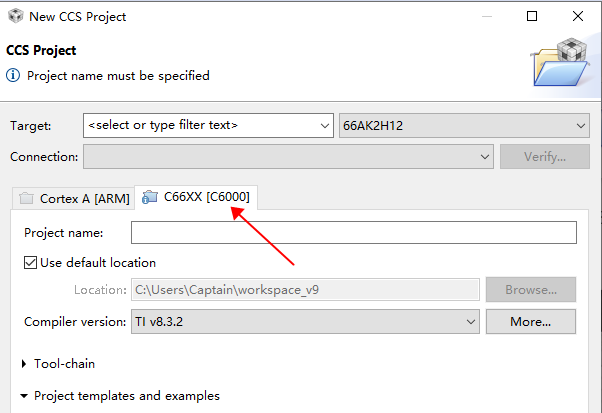 New CCS Project
CCS Project
Project name must be specified
Target: <select or type filter text> 66AK2H12
Connection: Verify...
Cortex A [ARM] C66XX [C6000]
Project name:
Use default location
Location: C:\Users\Captain\workspace_v9 Browse...
Compiler version: TI v8.3.2 More...
Tool-chain
Project templates and examples